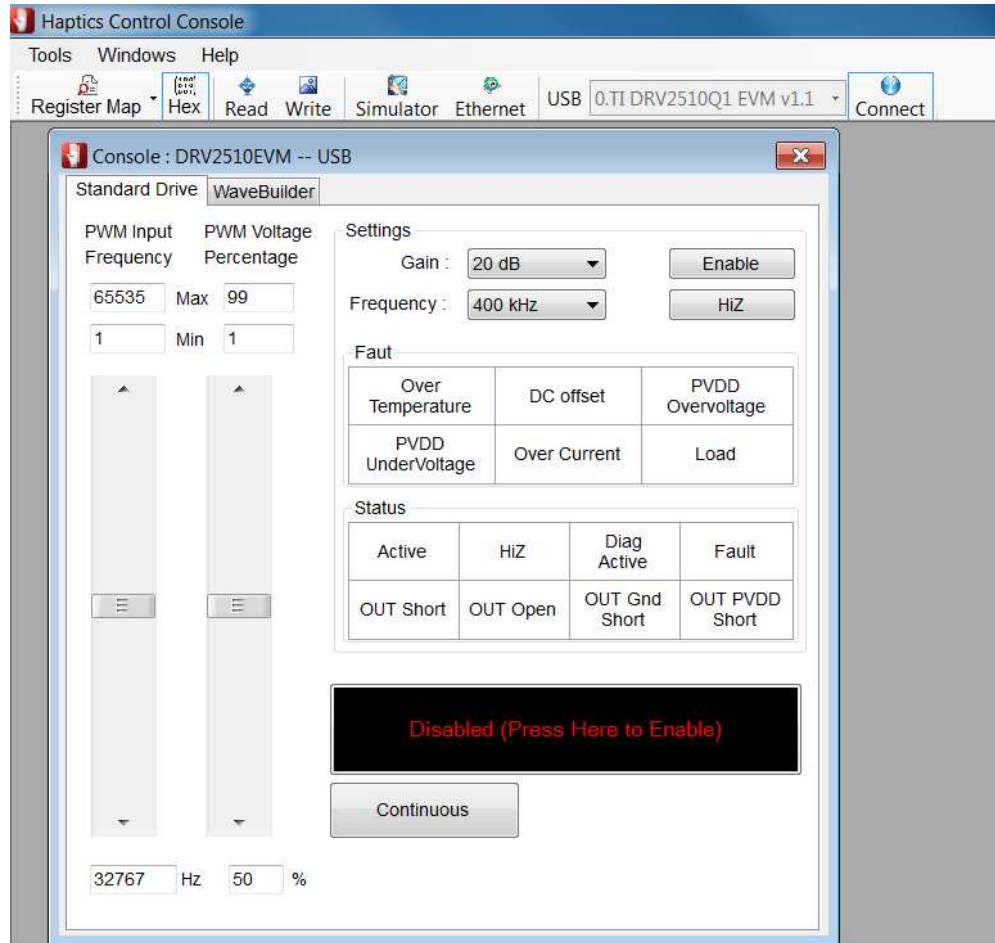 Haptics Control Console
Tools Windows Help
Register Map Hex Read Write Simulator Ethernet USB 0.TI DRV2510Q1 EVM v1.1 Connect
Console : DRV2510EVM -- USB
Standard Drive WaveBuilder
PWM Input Frequency
PWM Voltage Percentage
65535 Max 99
1 Min 1
32767 Hz 50 %
Settings
Gain : 20 dB Enable
Frequency : 400 kHz HiZ
Faut
Over Temperature
DC offset
PVDD Overvoltage
PVDD UnderVoltage
Over Current
Load
Status
Active
HiZ
Diag Active
Fault
OUT Short
OUT Open
OUT Gnd Short
OUT PVDD Short
Disabled (Press Here to Enable)
Continuous